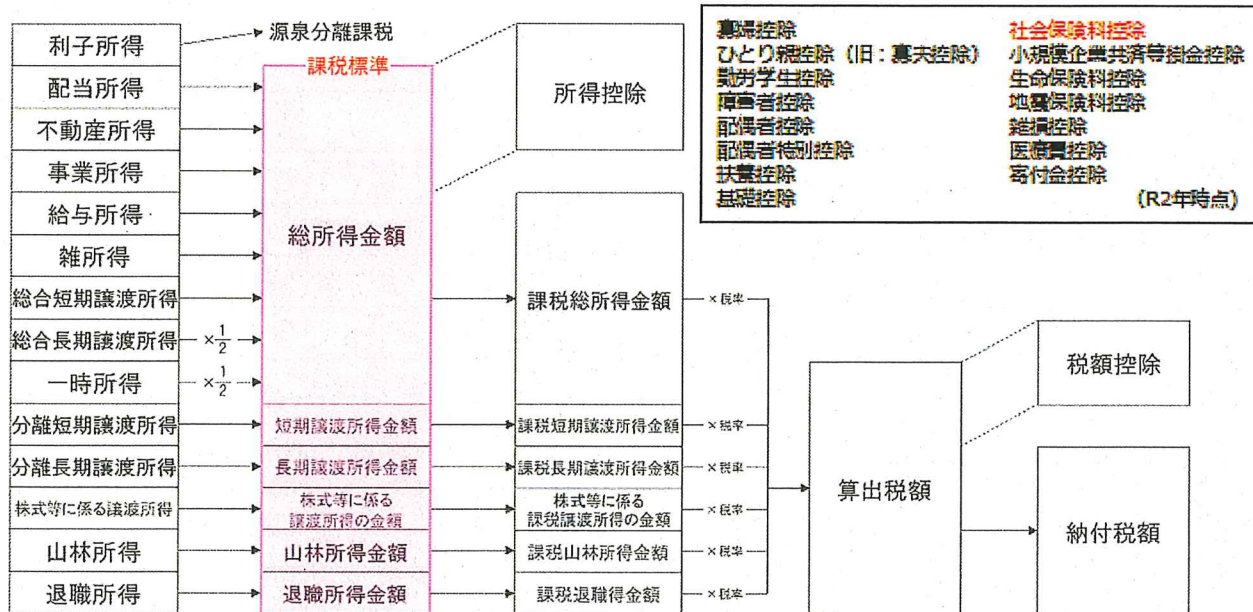 利子所得
配当所得
不動産所得
事業所得
給与所得
雑所得
総合短期譲渡所得
総合長期譲渡所得
一時所得
分離短期譲渡所得
分離長期譲渡所得
株式等に係る譲渡所得
山林所得
退職所得
源泉分離課税
×1/2
×1/2
課税標準
総所得金額
短期譲渡所得金額
長期譲渡所得金額
株式等に係る
譲渡所得の金額
山林所得金額
退職所得金額
所得控除
課税総所得金額
課税短期譲渡所得金額
課税長期譲渡所得金額
株式等に係る
課税譲渡所得の金額
課税山林所得金額
課税退職得金額
×税率
×税率
×税率
×税率
×税率
×税率
算出税額
税額控除
納付税額
寡婦控除
ひとり親控除（旧：寡夫控除）
勤労学生控除
障害者控除
配偶者控除
配偶者特別控除
扶養控除
基礎控除
社会保険料控除
小規模企業共済等掛金控除
生命保険料控除
地震保険料控除
雑損控除
医療費控除
寄付金控除
（R2年時点）